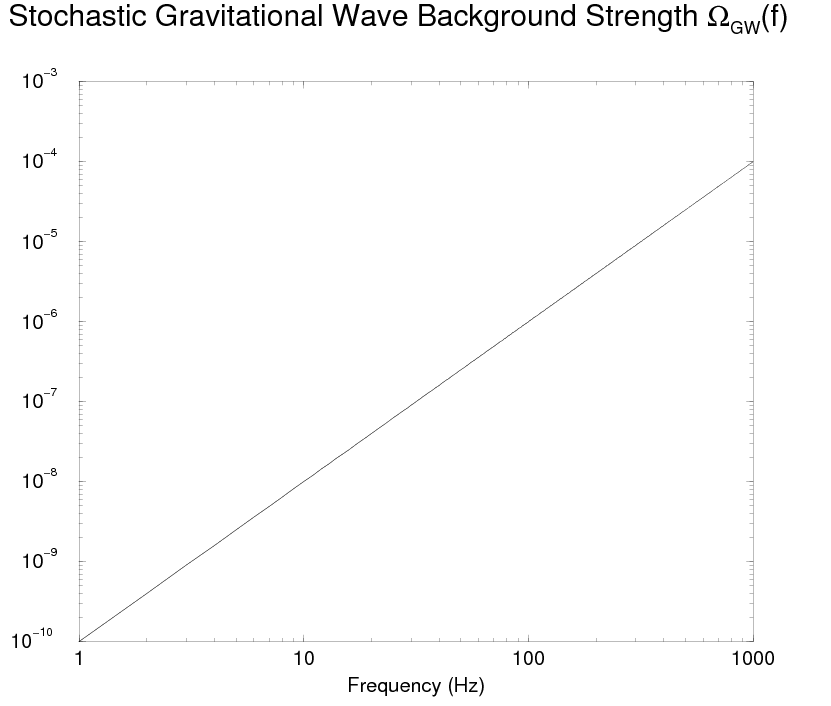 Stochastic Gravitational Wave Background Strength Ω_GW(f)
10⁻³
10⁻⁴
10⁻⁵
10⁻⁶
10⁻⁷
10⁻⁸
10⁻⁹
10⁻¹⁰
1 10 100 1000
Frequency (Hz)